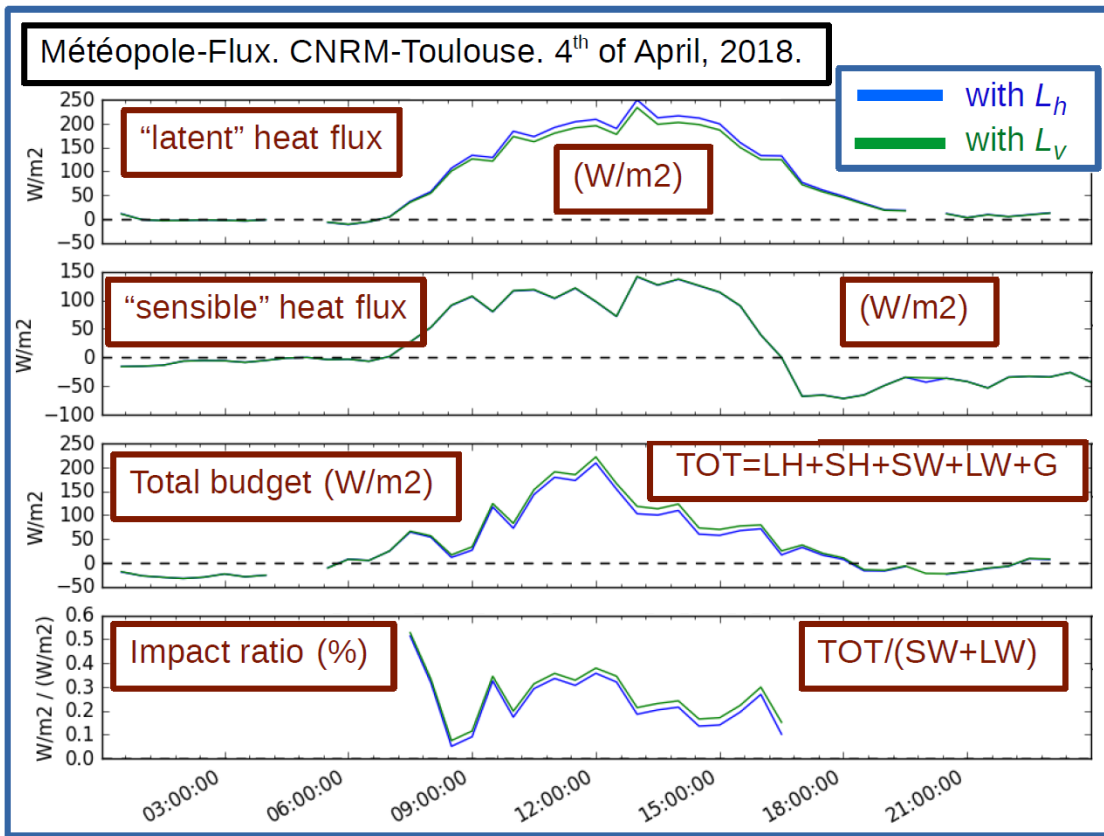 Météopole-Flux. CNRM-Toulouse. 4th of April, 2018.
with Lh
with Lv
250
200
150
100
50
0
−50
W/m2
“latent” heat flux
(W/m2)
150
100
50
0
−50
−100
W/m2
“sensible” heat flux
(W/m2)
250
200
150
100
50
0
−50
W/m2
Total budget (W/m2)
TOT=LH+SH+SW+LW+G
0.6
0.5
0.4
0.3
0.2
0.1
0.0
W/m2 / (W/m2)
Impact ratio (%)
TOT/(SW+LW)
03:00:00
06:00:00
09:00:00
12:00:00
15:00:00
18:00:00
21:00:00